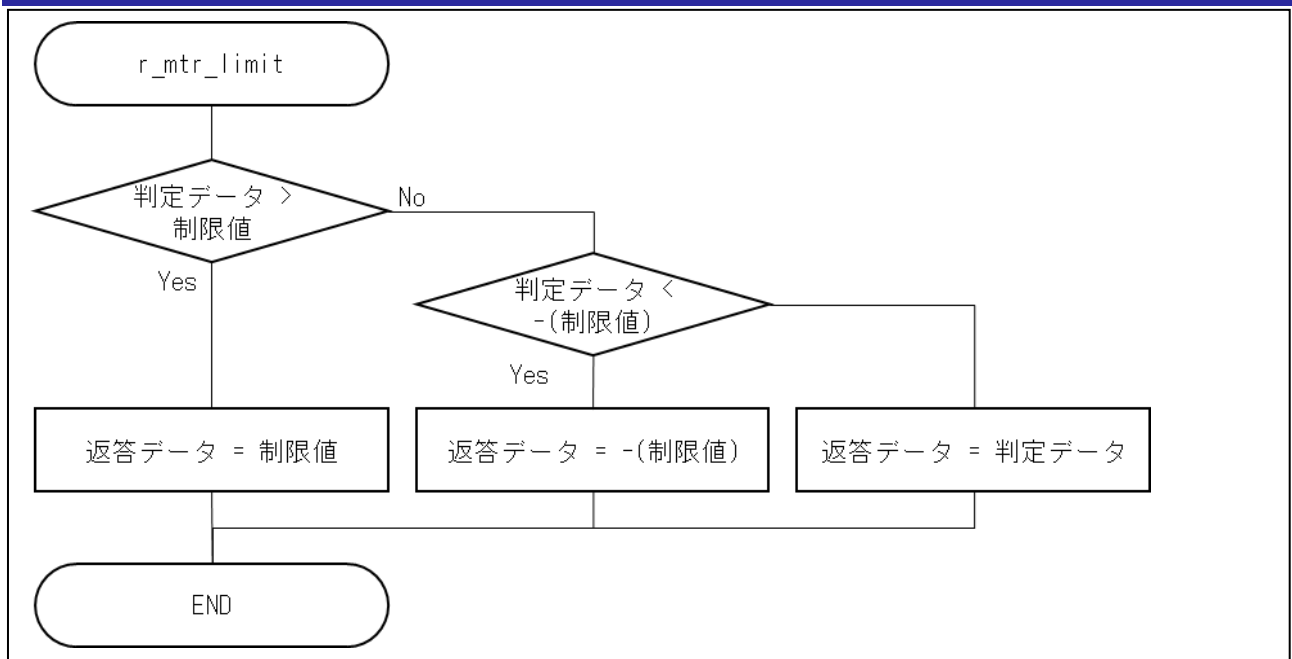 r_mtr_limit
判定データ >
制限値
No
Yes
判定データ <
-(制限値)
Yes
返答データ = 制限値
返答データ = -(制限値)
返答データ = 判定データ
END